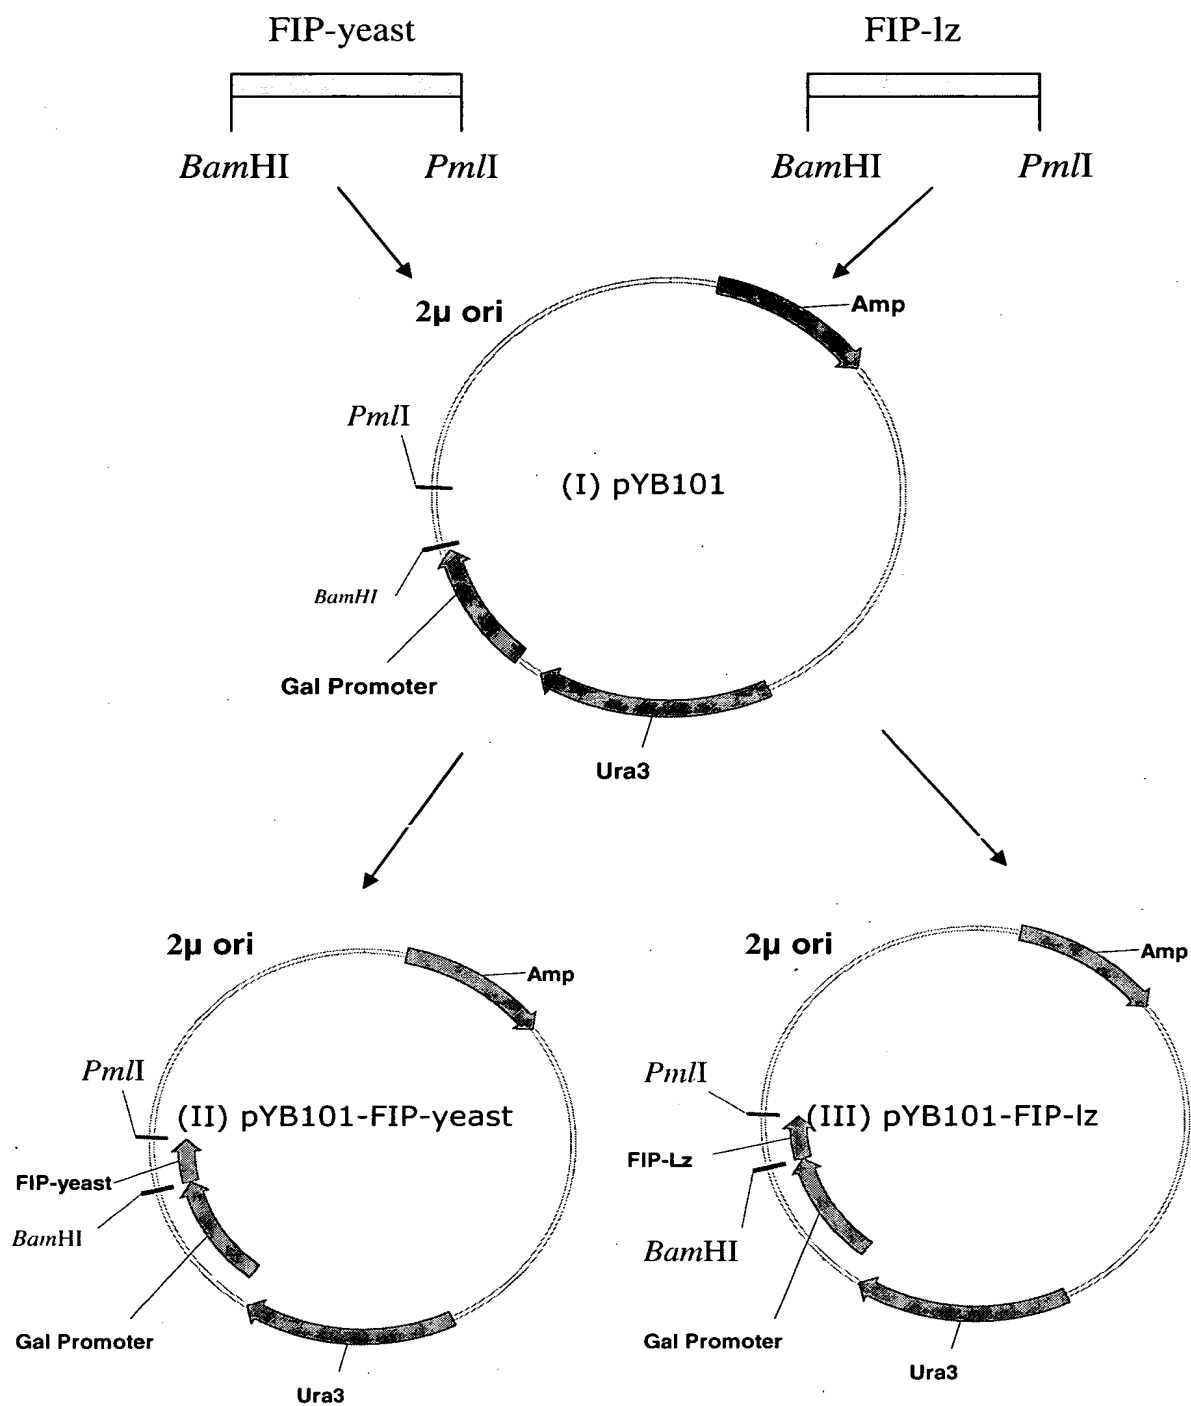 FIP-yeast
FIP-lz
BamHI
PmlI
BamHI
PmlI
2μ ori
Amp
PmlI
(I) pYB101
BamHI
Gal Promoter
Ura3
2μ ori
Amp
2μ ori
Amp
PmlI
(II) pYB101-FIP-yeast
FIP-yeast
BamHI
Gal Promoter
Ura3
PmlI
(III) pYB101-FIP-lz
FIP-Lz
BamHI
Gal Promoter
Ura3